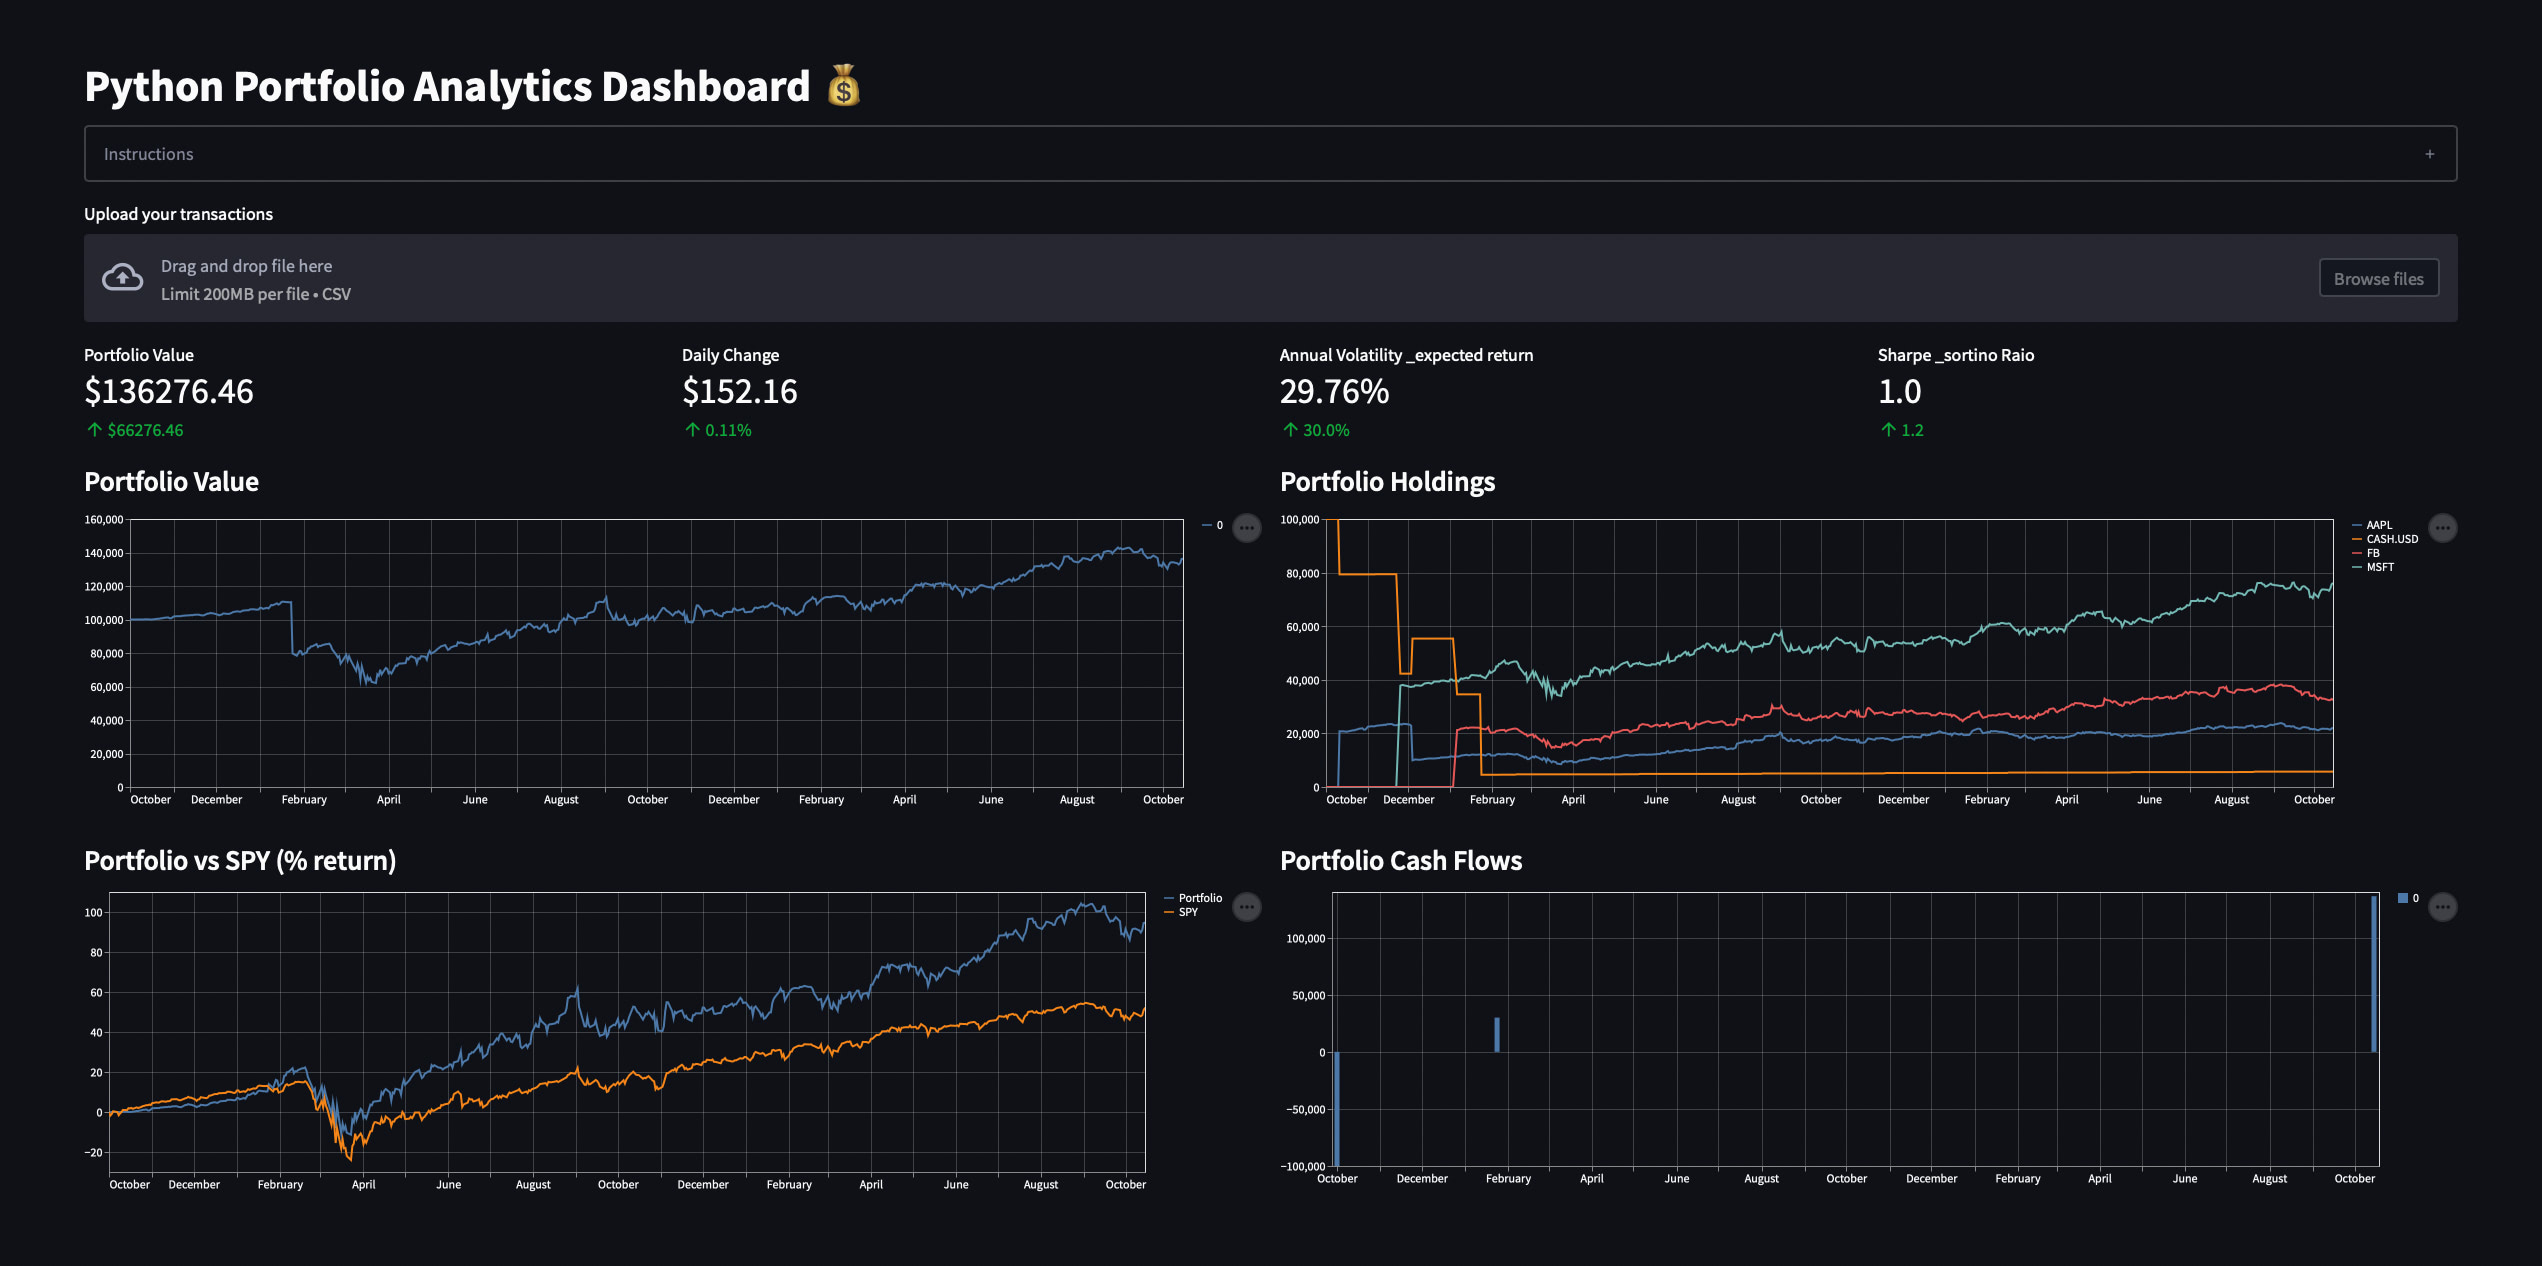 Python Portfolio Analytics Dashboard 💰
Instructions
+
Upload your transactions
Drag and drop file here
Limit 200MB per file • CSV
Browse files
Portfolio Value
$136276.46
↑ $66276.46
Daily Change
$152.16
↑ 0.11%
Annual Volatility _expected return
29.76%
↑ 30.0%
Sharpe _sortino Raio
1.0
↑ 1.2
Portfolio Value
160,000
140,000
120,000
100,000
80,000
60,000
40,000
20,000
0
October December February April June August October December February April June August October
0
Portfolio Holdings
100,000
80,000
60,000
40,000
20,000
0
October December February April June August October December February April June August October
AAPL
CASH.USD
FB
MSFT
Portfolio vs SPY (% return)
100
80
60
40
20
0
−20
October December February April June August October December February April June August October
Portfolio
SPY
Portfolio Cash Flows
100,000
50,000
0
−50,000
−100,000
October December February April June August October December February April June August October
0